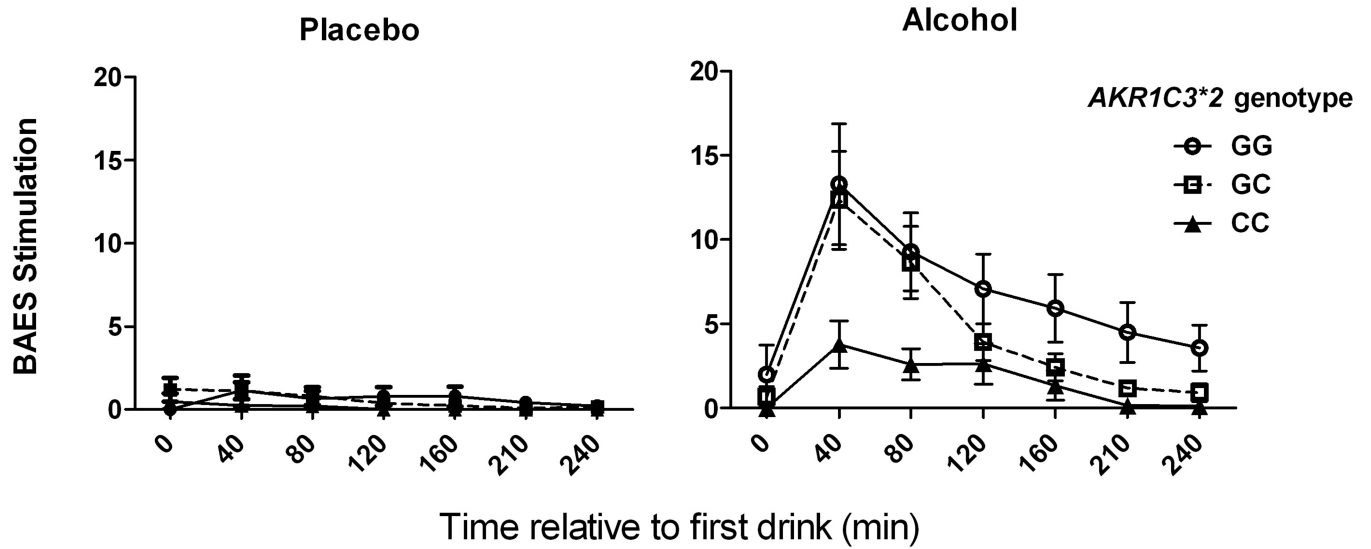 Placebo
Alcohol
BAES Stimulation
20
15
10
5
0
0 40 80 120 160 210 240
20
15
10
5
0
0 40 80 120 160 210 240
AKR1C3*2 genotype
GG
GC
CC
Time relative to first drink (min)